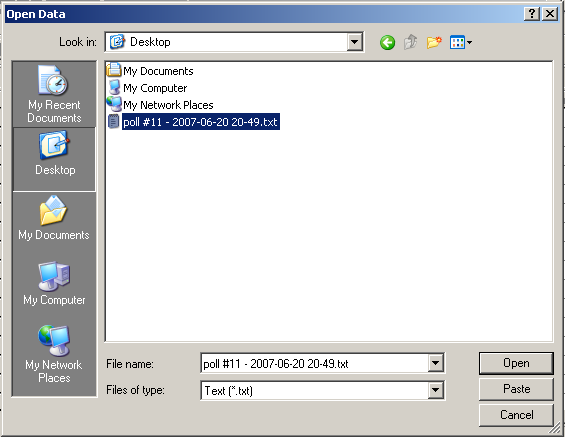 Open Data
Look in:
Desktop
My Recent
Documents
Desktop
My Documents
My Computer
My Network
Places
My Documents
My Computer
My Network Places
poll #11 - 2007-06-20 20-49.txt
File name:
poll #11 - 2007-06-20 20-49.txt
Open
Files of type:
Text (*.txt)
Paste
Cancel